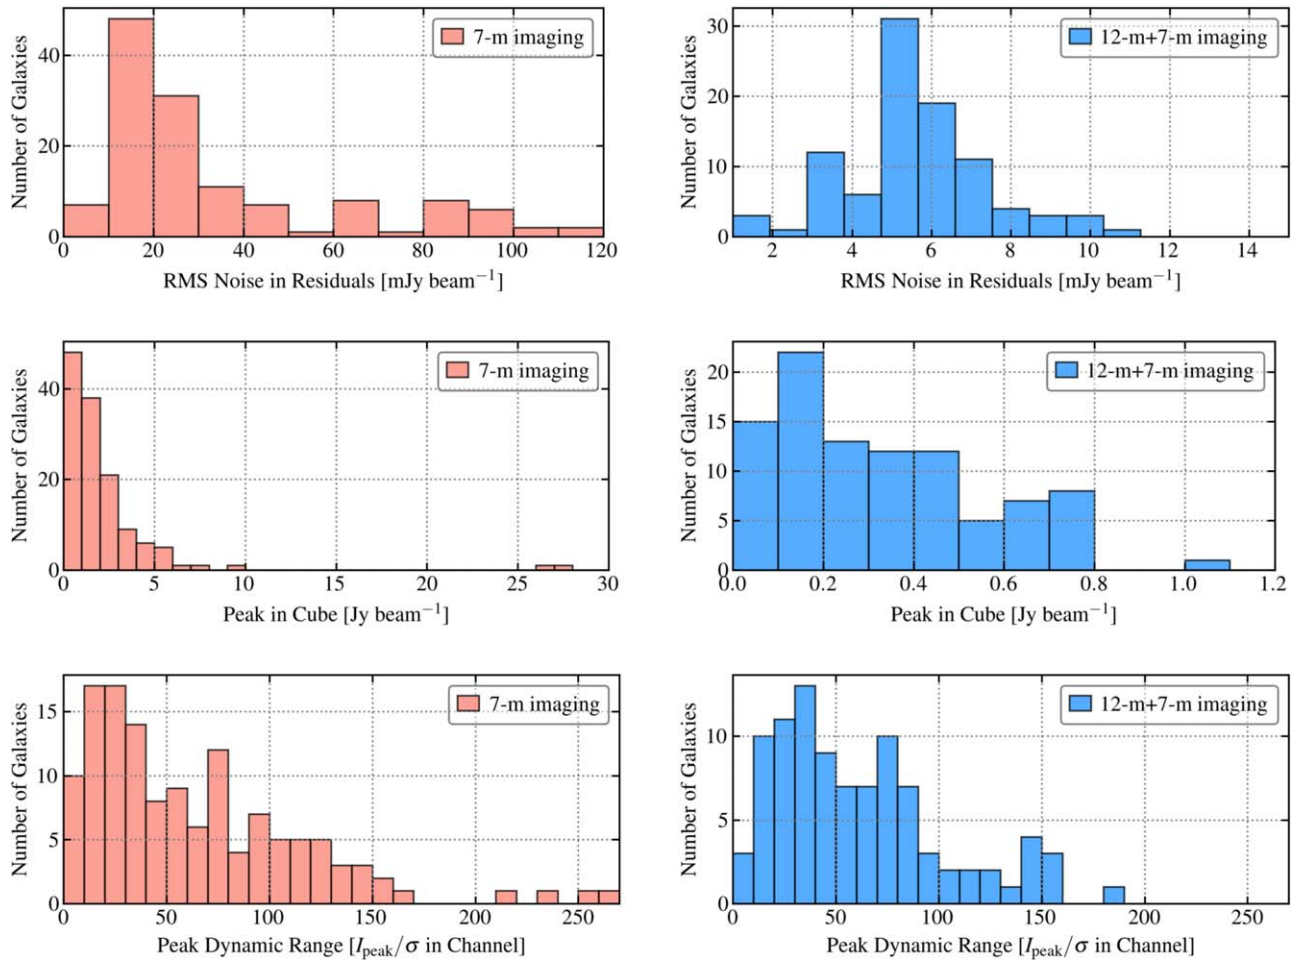 7-m imaging
Number of Galaxies
40
20
0
0 20 40 60 80 100 120
RMS Noise in Residuals [mJy beam⁻¹]
12-m+7-m imaging
Number of Galaxies
30
20
10
0
2 4 6 8 10 12 14
RMS Noise in Residuals [mJy beam⁻¹]
7-m imaging
Number of Galaxies
40
20
0
0 5 10 15 20 25 30
Peak in Cube [Jy beam⁻¹]
12-m+7-m imaging
Number of Galaxies
20
15
10
5
0
0.0 0.2 0.4 0.6 0.8 1.0 1.2
Peak in Cube [Jy beam⁻¹]
7-m imaging
Number of Galaxies
15
10
5
0
0 50 100 150 200 250
Peak Dynamic Range [I_peak/σ in Channel]
12-m+7-m imaging
Number of Galaxies
10
5
0
0 50 100 150 200 250
Peak Dynamic Range [I_peak/σ in Channel]